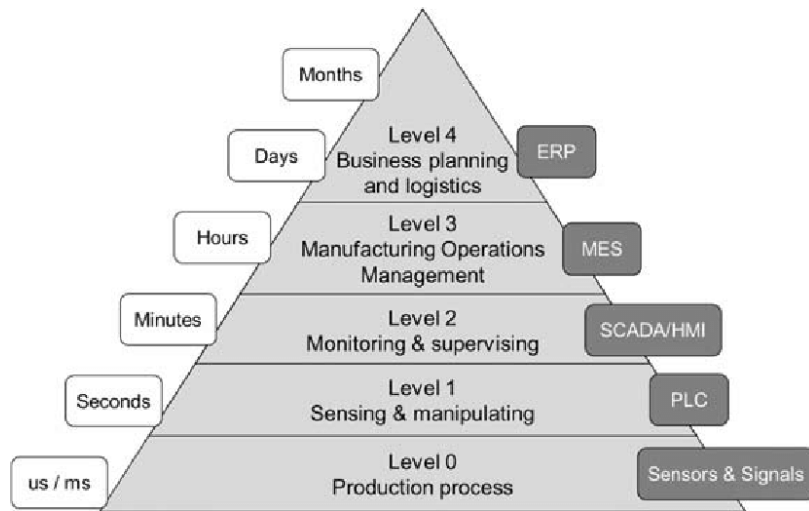 Months
Level 4
Business planning
and logistics
Days
ERP
Level 3
Manufacturing Operations
Management
Hours
MES
Level 2
Monitoring & supervising
Minutes
SCADA/HMI
Level 1
Sensing & manipulating
Seconds
PLC
Level 0
Production process
us / ms
Sensors & Signals